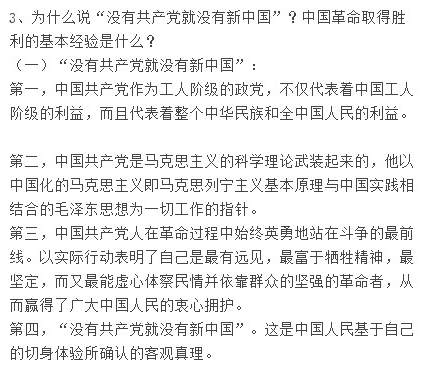 3、为什么说“没有共产党就没有新中国”？中国革命取得胜
利的基本经验是什么？
（一）“没有共产党就没有新中国”：
第一，中国共产党作为工人阶级的政党，不仅代表着中国工人
阶级的利益，而且代表着整个中华民族和全中国人民的利益。
第二，中国共产党是马克思主义的科学理论武装起来的，他以
中国化的马克思主义即马克思列宁主义基本原理与中国实践相
结合的毛泽东思想为一切工作的指针。
第三，中国共产党人在革命过程中始终英勇地站在斗争的最前
线。以实际行动表明了自己是最有远见，最富于牺牲精神，最
坚定，而又最能虚心体察民情并依靠群众的坚强的革命者，从
而赢得了广大中国人民的衷心拥护。
第四，“没有共产党就没有新中国”。这是中国人民基于自己
的切身体验所确认的客观真理。